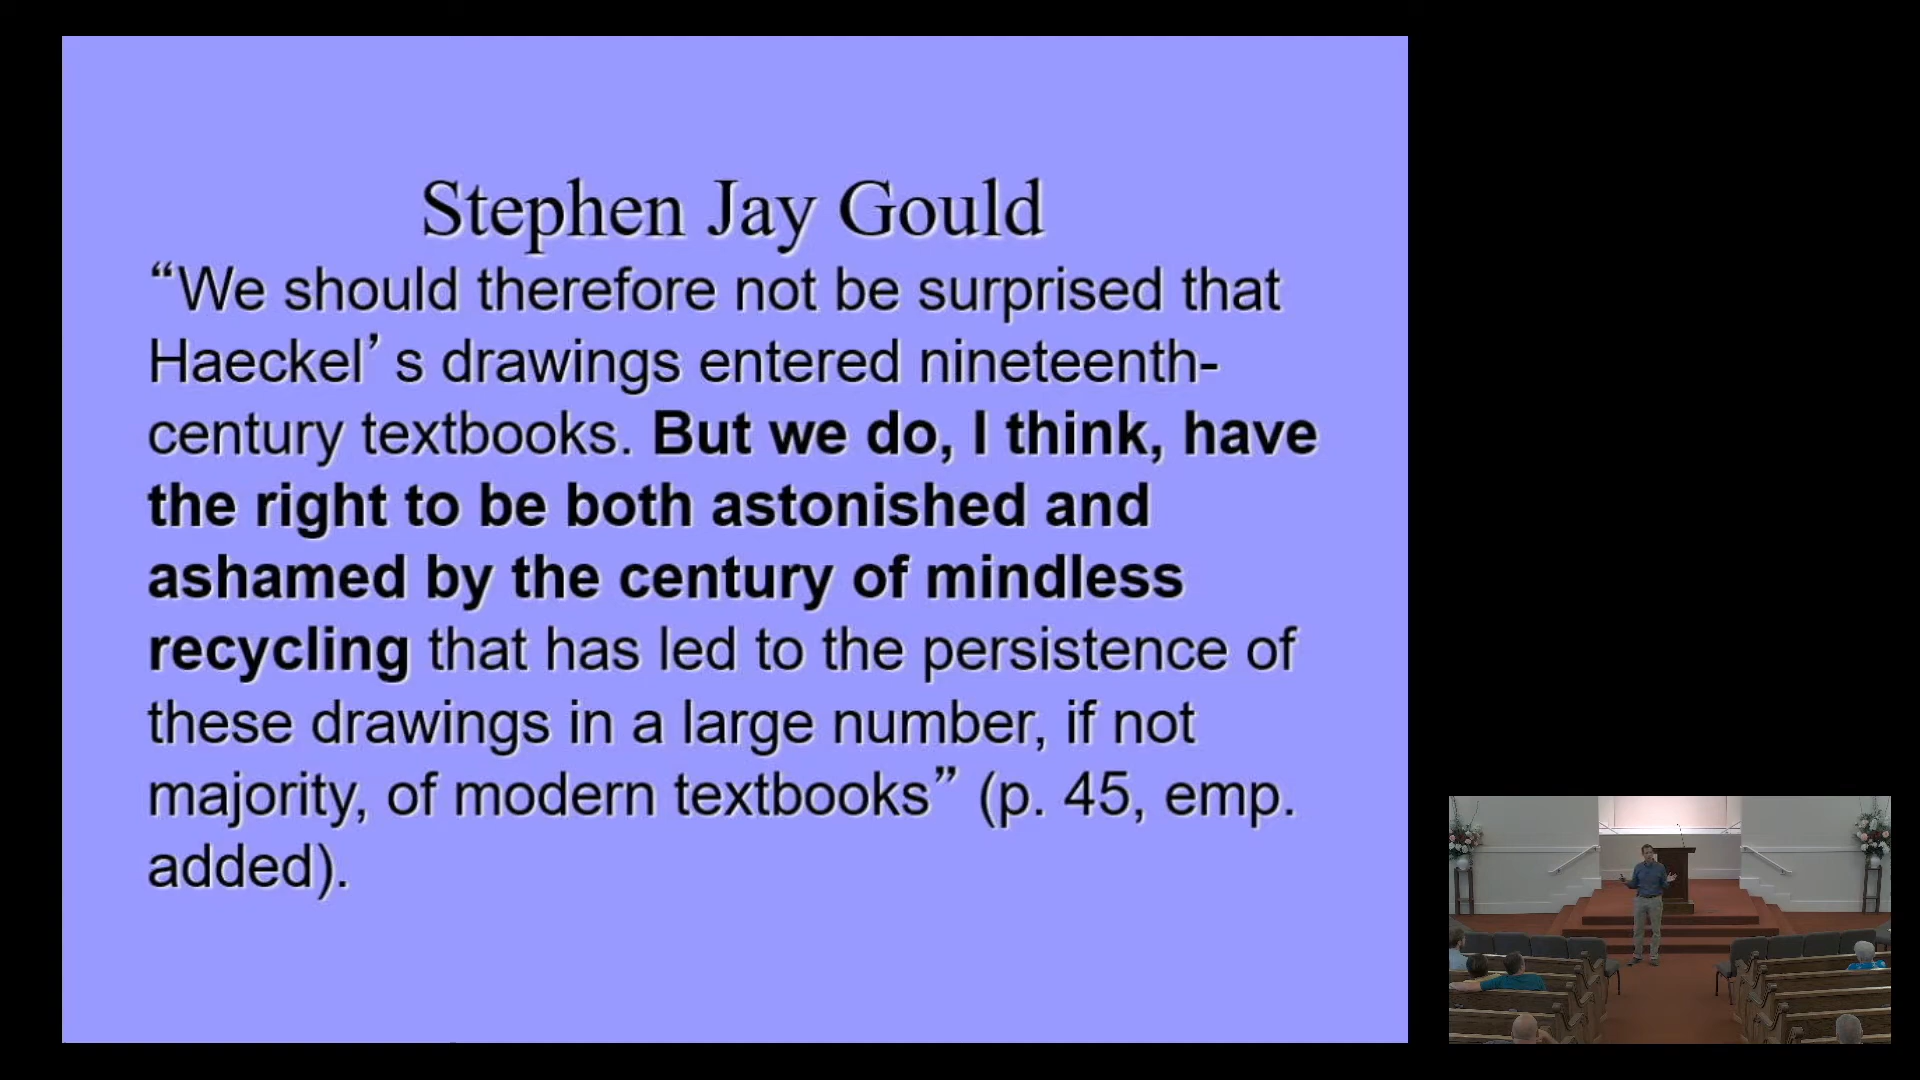 Stephen Jay Gould
“We should therefore not be surprised that
Haeckel’s drawings entered nineteenth-
century textbooks. But we do, I think, have
the right to be both astonished and
ashamed by the century of mindless
recycling that has led to the persistence of
these drawings in a large number, if not
majority, of modern textbooks” (p. 45, emp.
added).